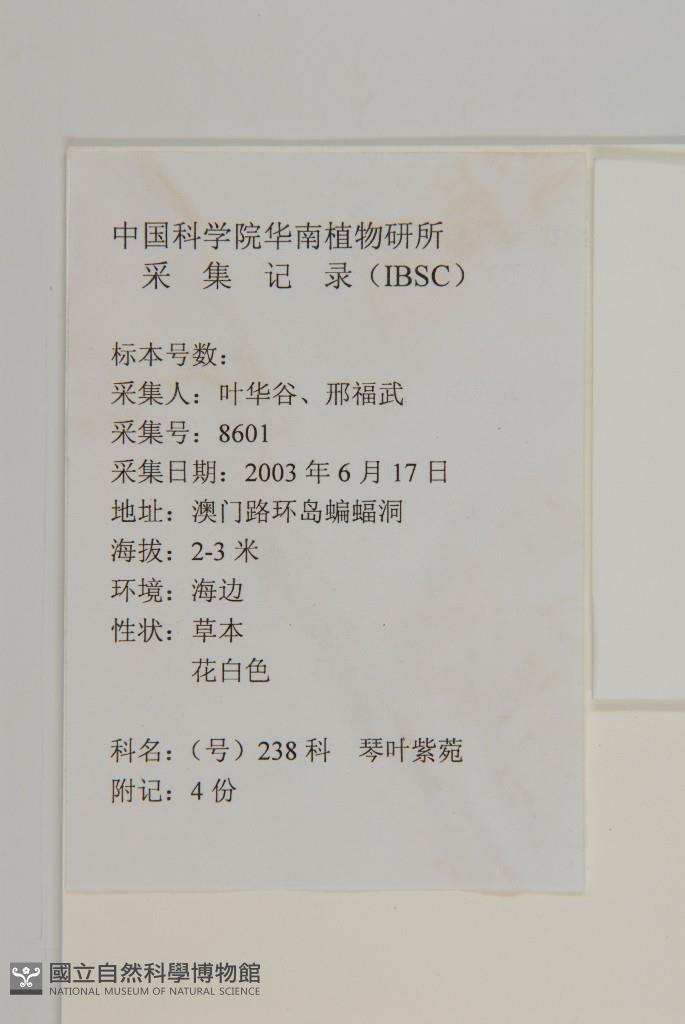 中国科学院华南植物研所
采 集 记 录（IBSC）
标本号数：
采集人：叶华谷、邢福武
采集号：8601
采集日期：2003 年 6 月 17 日
地址：澳门路环岛蝙蝠洞
海拔：2-3 米
环境：海边
性状：草本
花白色
科名：（号）238 科 琴叶紫菀
附记：4 份
國立自然科學博物館
NATIONAL MUSEUM OF NATURAL SCIENCE